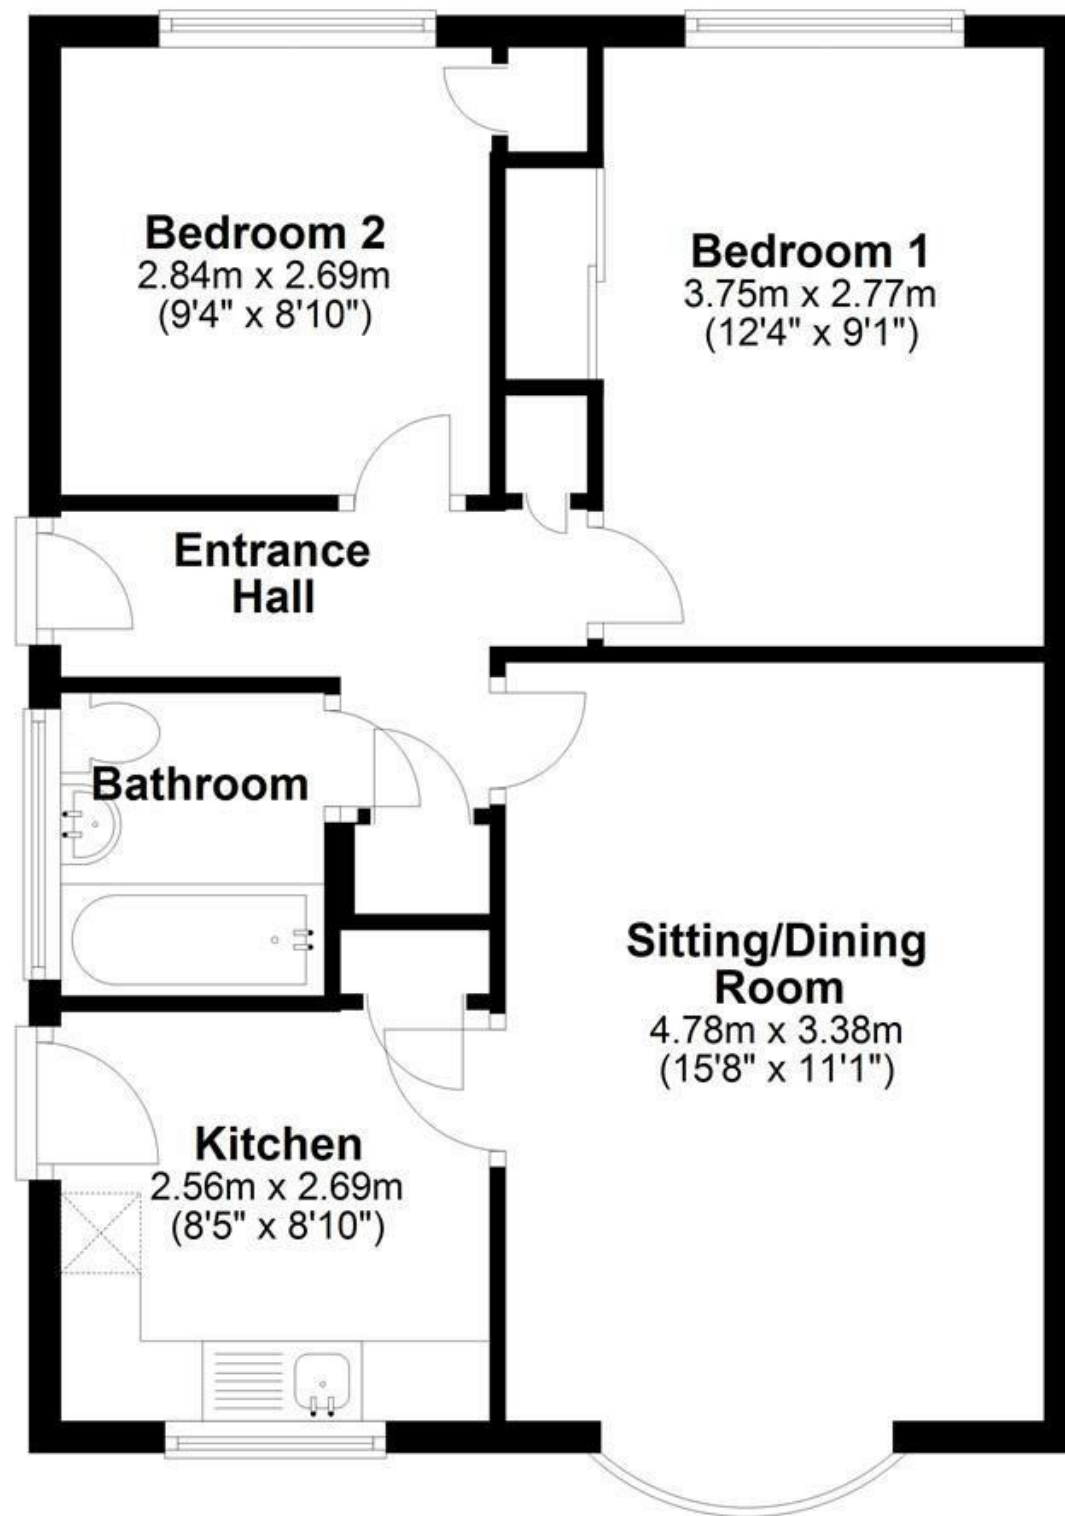 Bedroom 2
2.84m x 2.69m
(9'4" x 8'10")
Bedroom 1
3.75m x 2.77m
(12'4" x 9'1")
Entrance
Hall
Bathroom
Sitting/Dining
Room
4.78m x 3.38m
(15'8" x 11'1")
Kitchen
2.56m x 2.69m
(8'5" x 8'10")